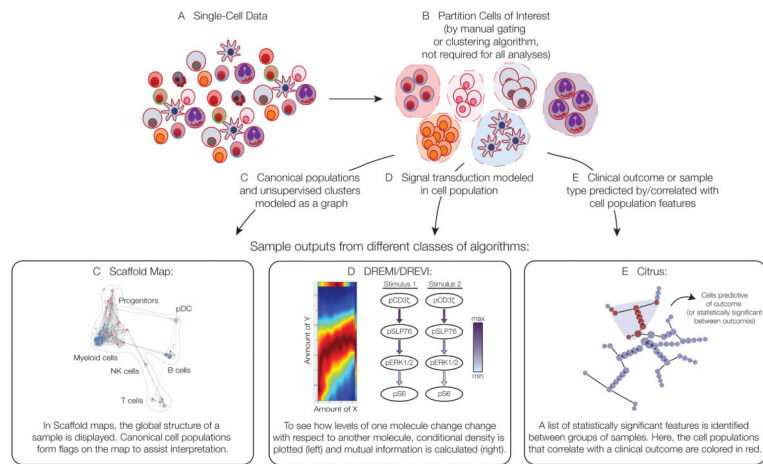 A Single-Cell Data
B Partition Cells of Interest
(by manual gating
or clustering algorithm,
not required for all analyses)
C Canonical populations
and unsupervised clusters
modeled as a graph
D Signal transduction modeled
in cell population
E Clinical outcome or sample
type predicted by/correlated with
cell population features
Sample outputs from different classes of algorithms:
C Scaffold Map:
Progenitors
pDC
Myeloid cells
NK cells
B cells
T cells
In Scaffold maps, the global structure of a
sample is displayed. Canonical cell populations
form flags on the map to assist interpretation.
D DREMI/DREVI:
Anmount of Y
Amount of X
Stimulus 1 Stimulus 2
pCD3ζ pCD3ζ
pSLP76 pSLP76
pERK1/2 pERK1/2
pS6 pS6
max
min
To see how levels of one molecule change change
with respect to another molecule, conditional density is
plotted (left) and mutual information is calculated (right).
E Citrus:
Cells predictive
of outcome
(or statistically significant
between outcomes)
A list of statistically significant features is identified
between groups of samples. Here, the cell populations
that correlate with a clinical outcome are colored in red.